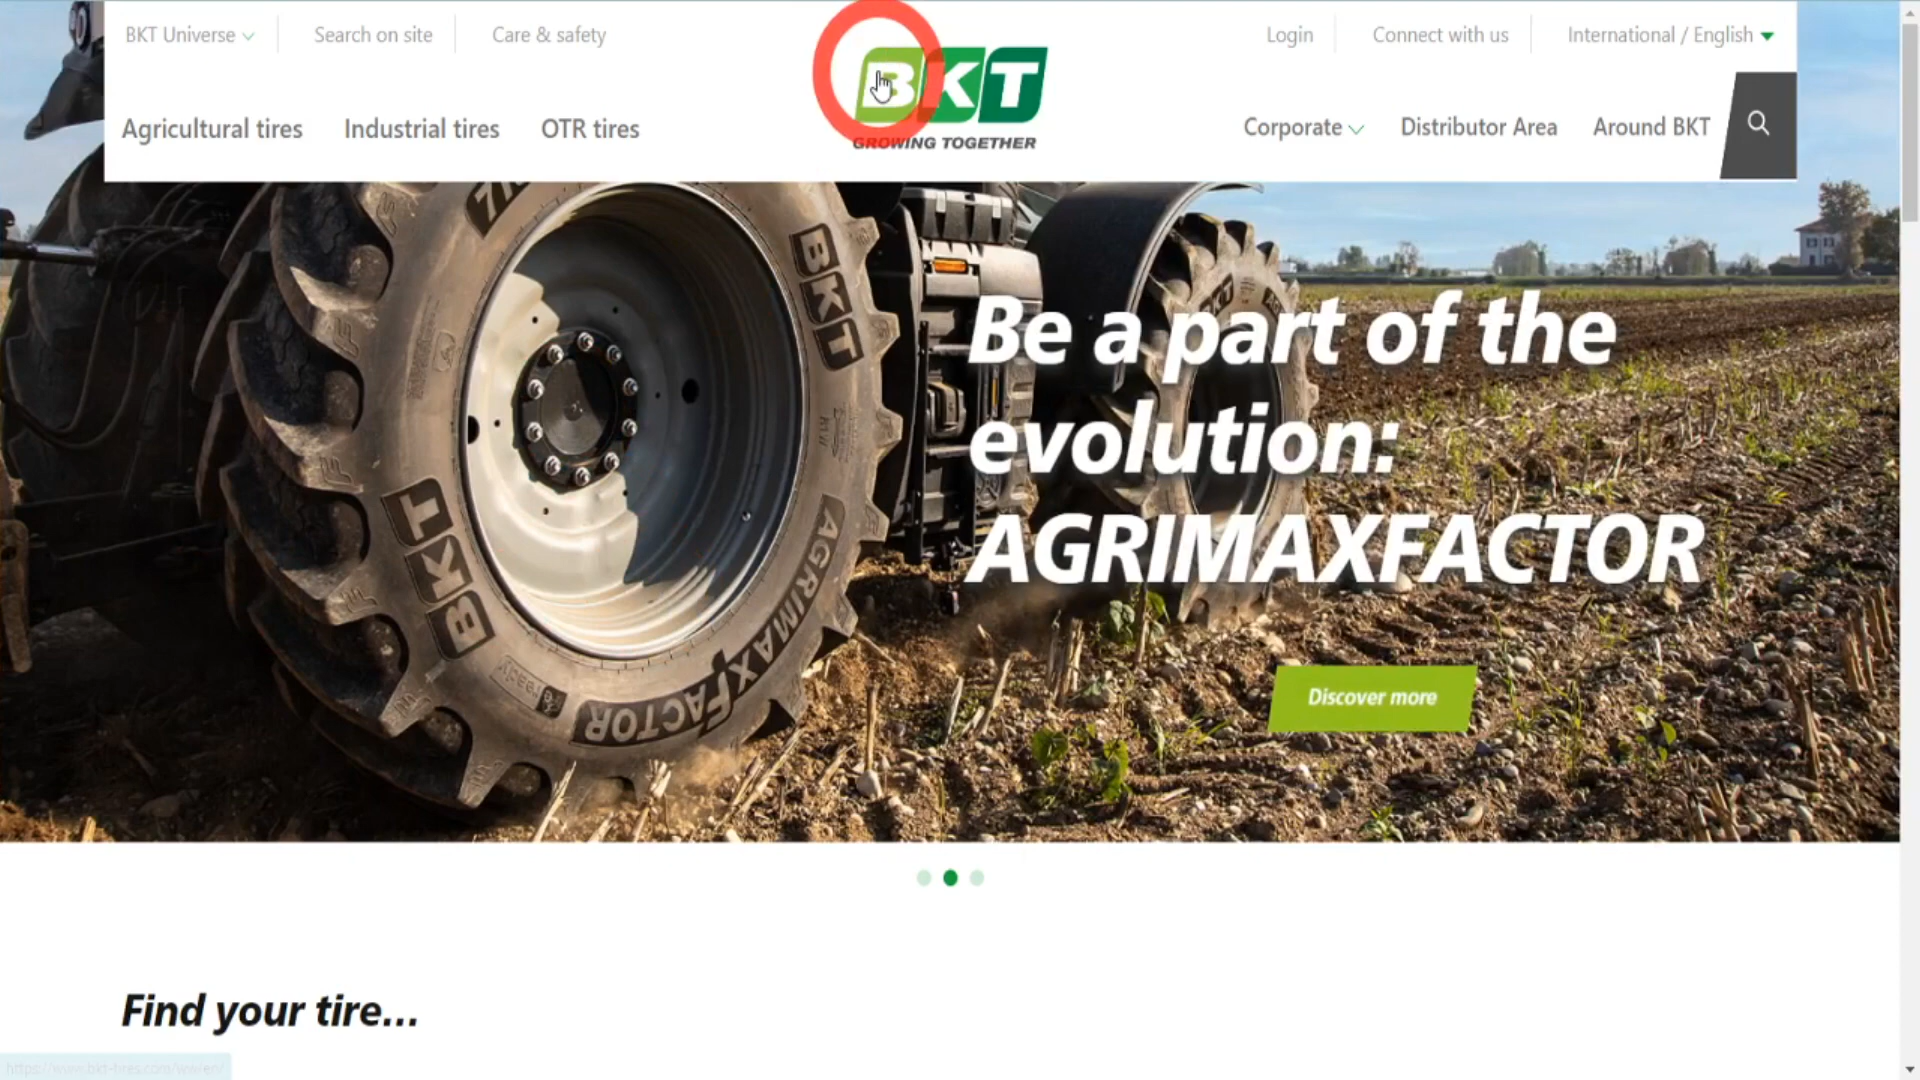 BKT Universe
Search on site
Care & safety
Login
Connect with us
International / English
BKT
GROWING TOGETHER
Agricultural tires
Industrial tires
OTR tires
Corporate
Distributor Area
Around BKT
BKT
BKT
AGRIMAXFACTOR
Be a part of the
evolution:
AGRIMAXFACTOR
Discover more
Find your tire...